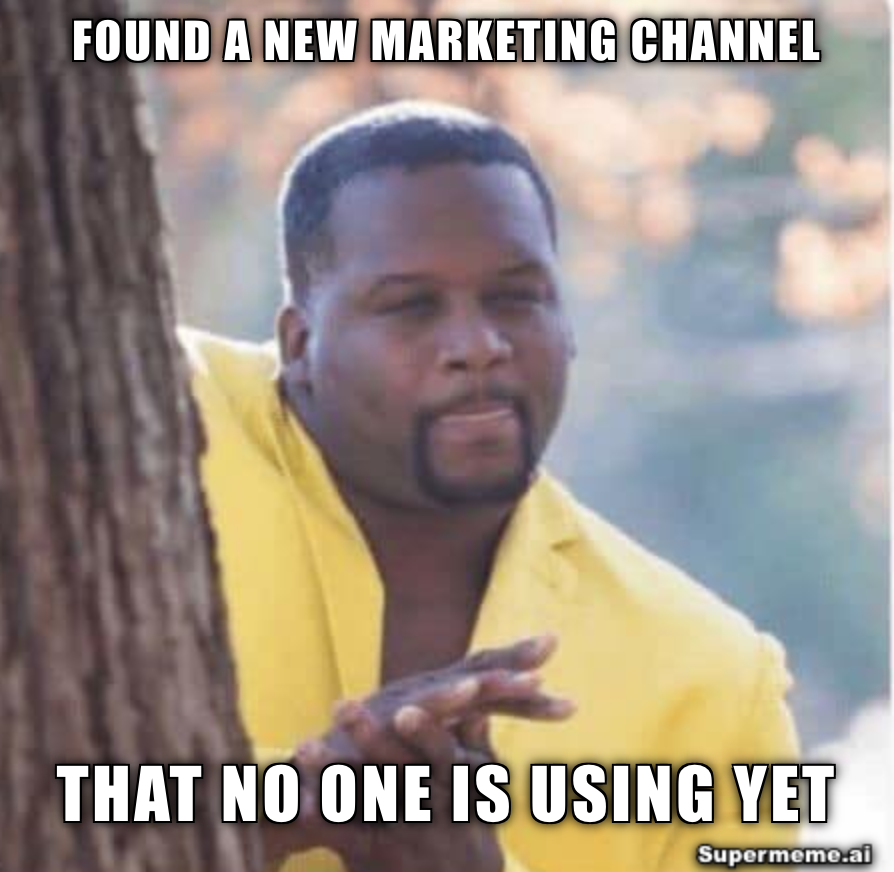 FOUND A NEW MARKETING CHANNEL
THAT NO ONE IS USING YET
Supermeme.ai